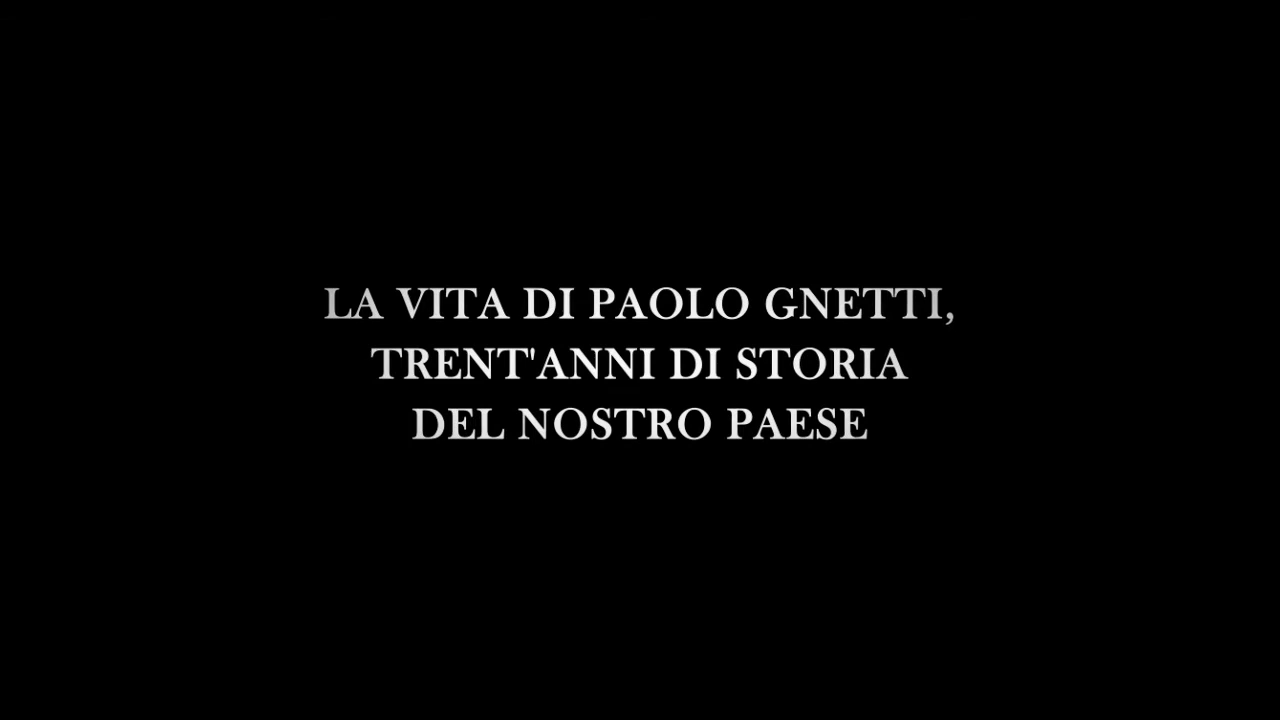 LA VITA DI PAOLO GNETTI,
TRENT'ANNI DI STORIA
DEL NOSTRO PAESE